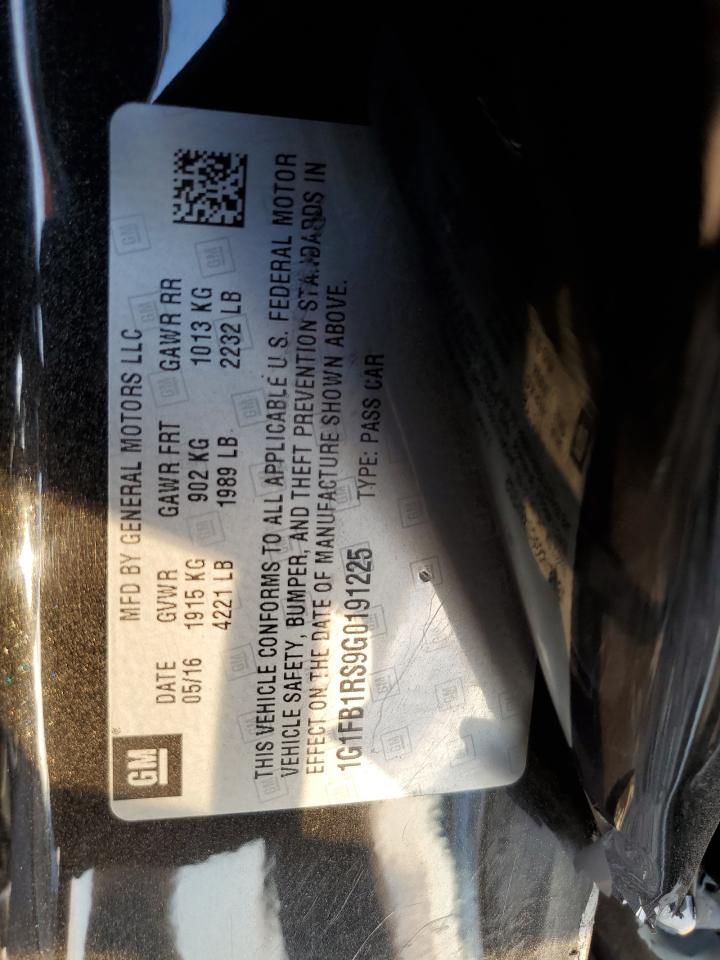 GM
MFD BY GENERAL MOTORS LLC
DATE GVWR GAWR FRT GAWR RR
05/16 1915 KG 902 KG 1013 KG
4221 LB 1989 LB 2232 LB
THIS VEHICLE CONFORMS TO ALL APPLICABLE U.S. FEDERAL MOTOR
VEHICLE SAFETY, BUMPER, AND THEFT PREVENTION STANDARDS IN
EFFECT ON THE DATE OF MANUFACTURE SHOWN ABOVE.
1G1FB1RS9G0191225 TYPE: PASS CAR